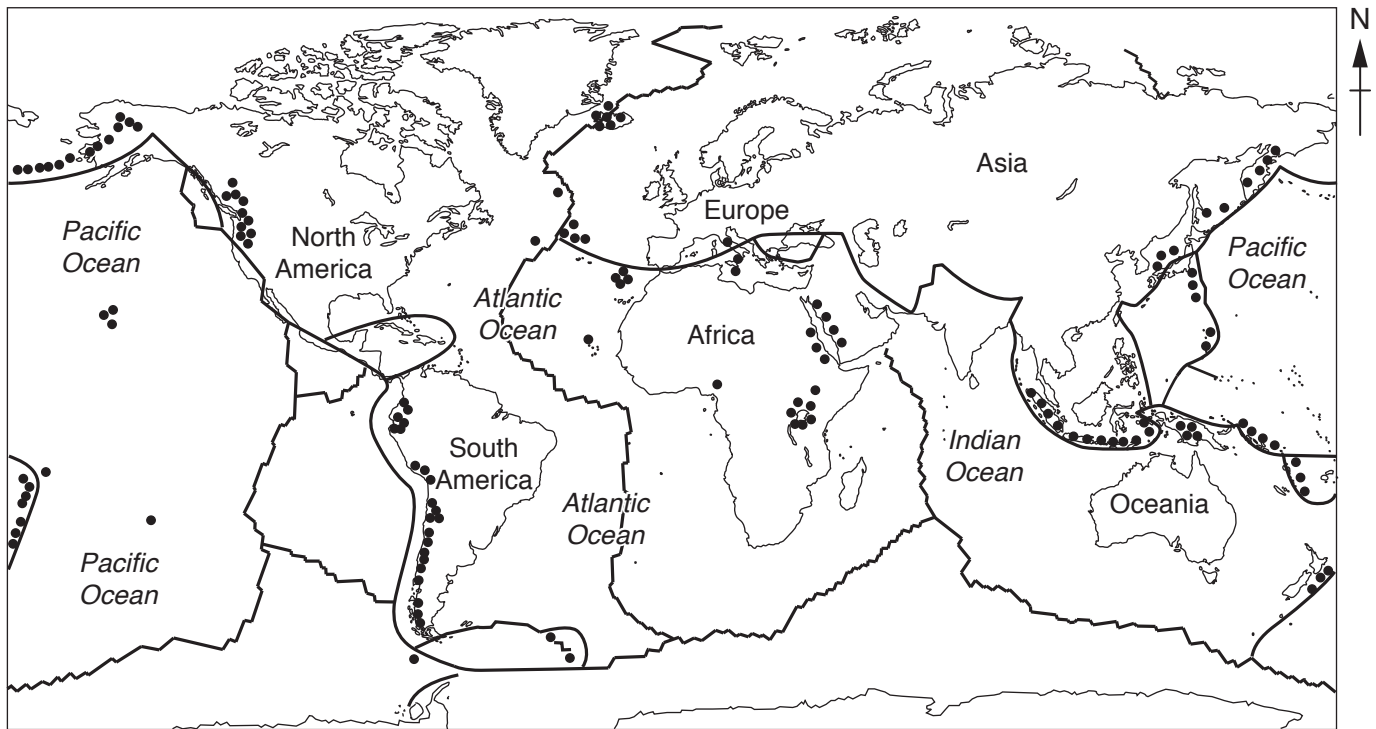 N
Asia
Europe
Pacific
Ocean
North
America
Pacific
Ocean
Atlantic
Ocean
Africa
South
America
Indian
Ocean
Atlantic
Ocean
Oceania
Pacific
Ocean